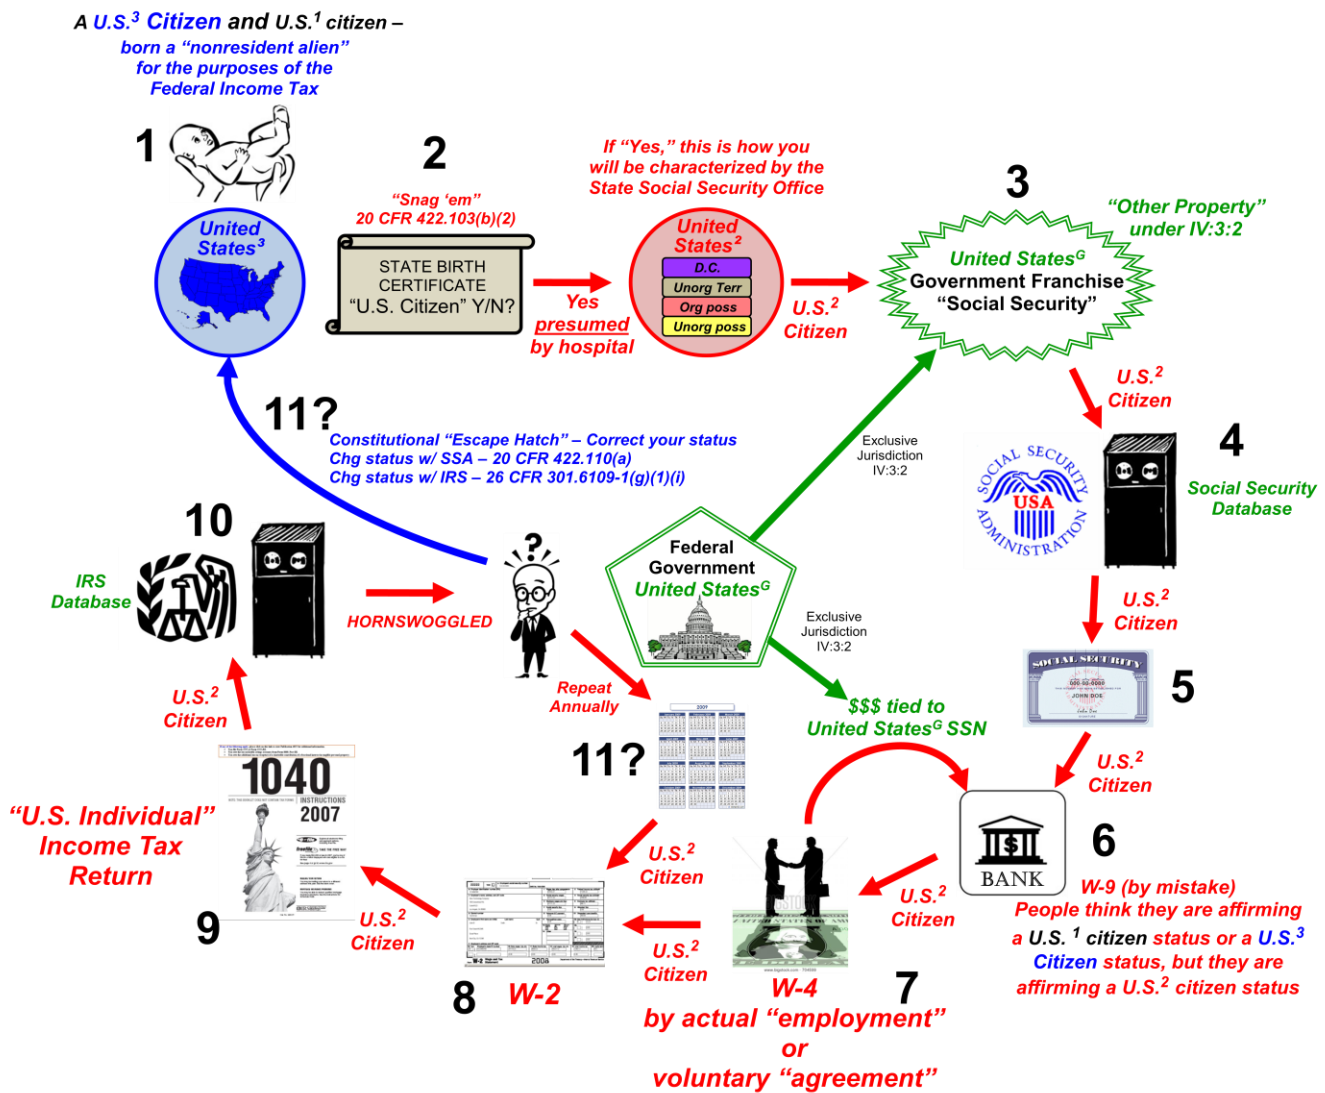 A U.S.³ Citizen and U.S.¹ citizen –
born a “nonresident alien”
for the purposes of the
Federal Income Tax
1
2
3
If “Yes,” this is how you
will be characterized by the
State Social Security Office
“Snag ‘em”
20 CFR 422.103(b)(2)
“Other Property”
under IV:3:2
United
States³
STATE BIRTH
CERTIFICATE
“U.S. Citizen” Y/N?
Yes
presumed
by hospital
United
States²
D.C.
Unorg Terr
Org poss
Unorg poss
U.S.²
Citizen
United Statesᴳ
Government Franchise
“Social Security”
U.S.²
Citizen
11?
Constitutional “Escape Hatch” – Correct your status
Chg status w/ SSA – 20 CFR 422.110(a)
Chg status w/ IRS – 26 CFR 301.6109-1(g)(1)(i)
Exclusive
Jurisdiction
IV:3:2
SOCIAL SECURITY
USA
ADMINISTRATION
4
Social Security
Database
10
IRS
Database
HORNSWOGGLED
?
Federal
Government
United Statesᴳ
Exclusive
Jurisdiction
IV:3:2
U.S.²
Citizen
SOCIAL SECURITY
JOHN DOE
5
U.S.²
Citizen
Repeat
Annually
$$$ tied to
United Statesᴳ SSN
11?
2009
U.S.²
Citizen
1040
INSTRUCTIONS
2007
“U.S. Individual”
Income Tax
Return
9
U.S.²
Citizen
U.S.²
Citizen
W-2
2008
8
W-2
U.S.²
Citizen
W-4
7
by actual “employment”
or
voluntary “agreement”
U.S.²
Citizen
$
BANK
6
W-9 (by mistake)
People think they are affirming
a U.S. ¹ citizen status or a U.S.³
Citizen status, but they are
affirming a U.S.² citizen status